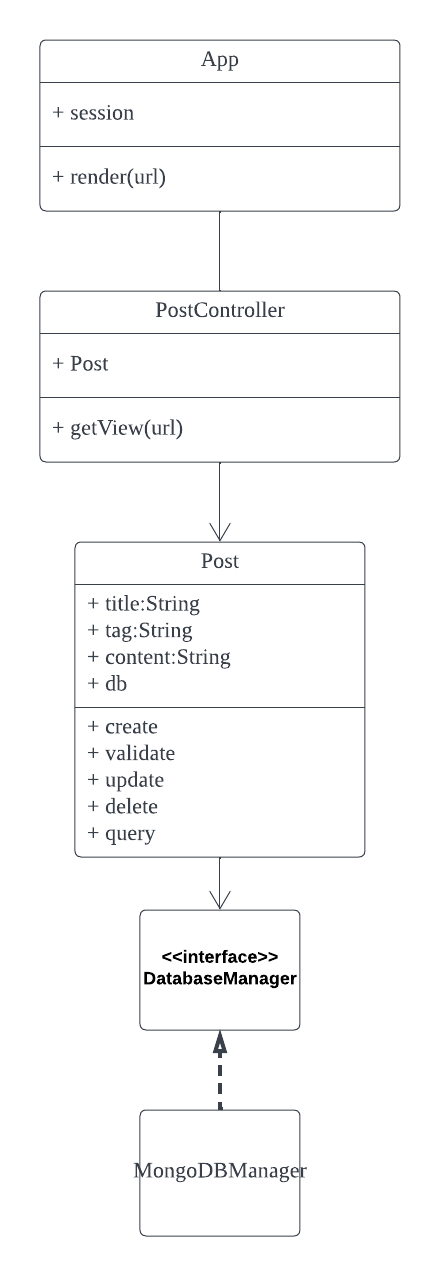 App
+ session
+ render(url)
PostController
+ Post
+ getView(url)
Post
+ title:String
+ tag:String
+ content:String
+ db
+ create
+ validate
+ update
+ delete
+ query
<<interface>>
DatabaseManager
MongoDBManager